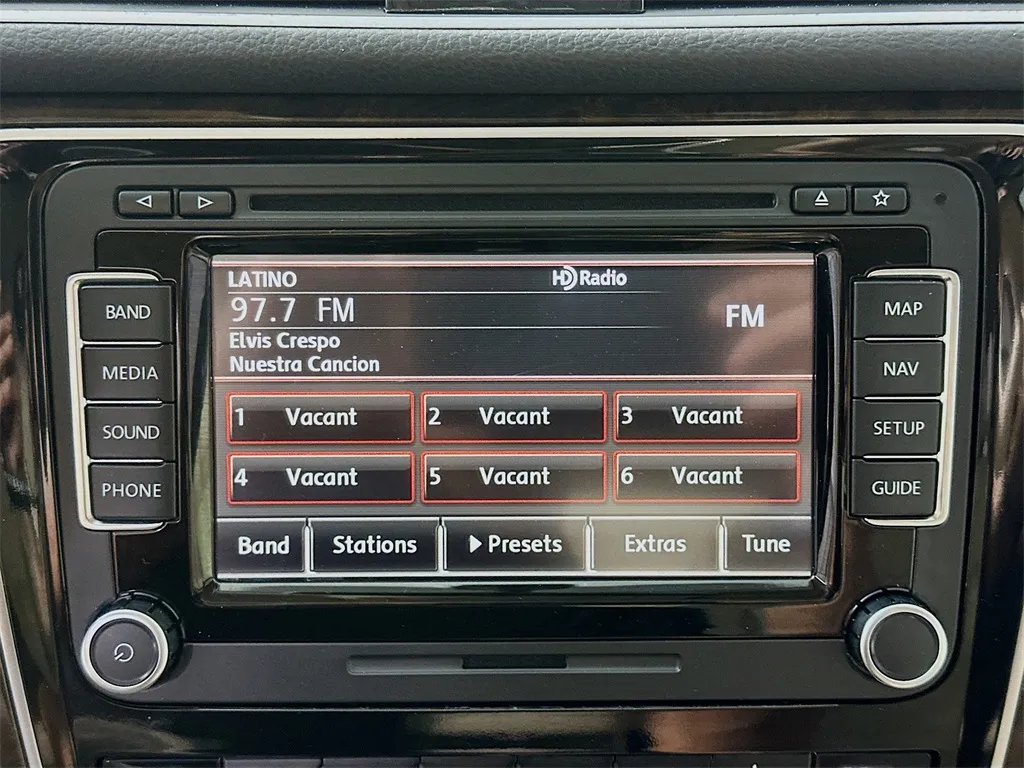 LATINO HD Radio
97.7 FM FM
Elvis Crespo
Nuestra Cancion
BAND
MEDIA
SOUND
PHONE
1 Vacant 2 Vacant 3 Vacant
4 Vacant 5 Vacant 6 Vacant
Band Stations Presets Extras Tune
MAP
NAV
SETUP
GUIDE